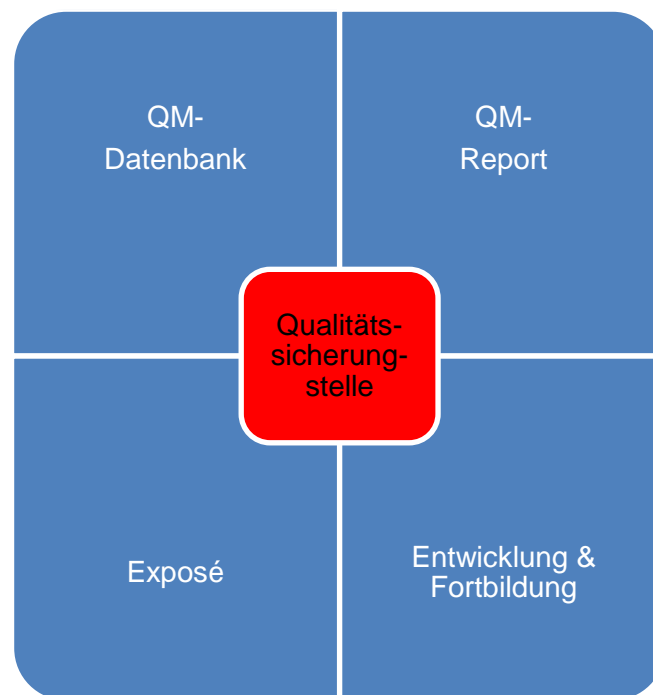 QM-
Datenbank
QM-
Report
Qualitäts-
sicherung-
stelle
Exposé
Entwicklung &
Fortbildung